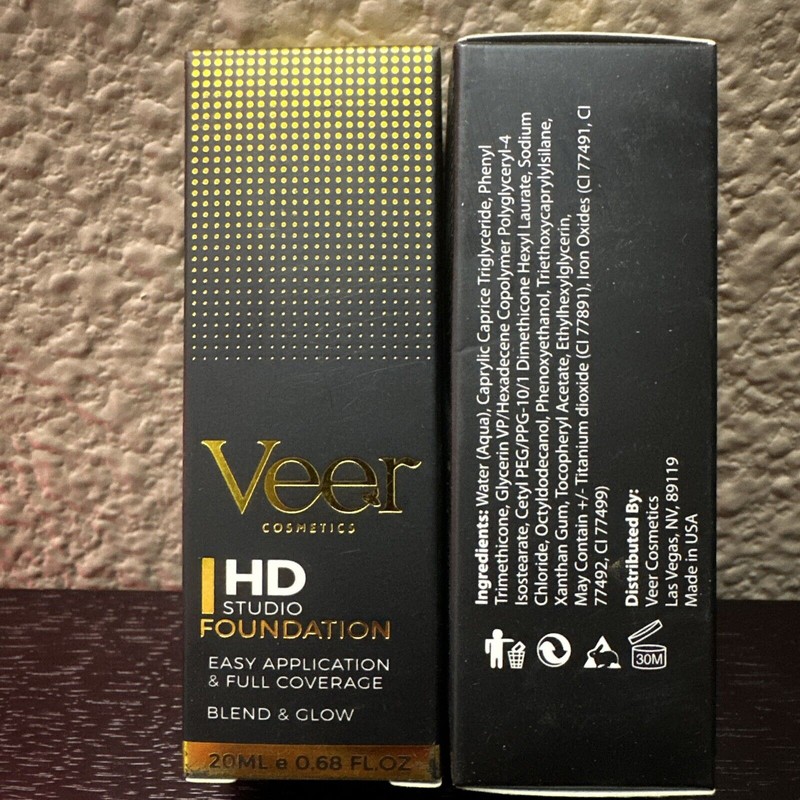 Veer
COSMETICS
HD
STUDIO
FOUNDATION
EASY APPLICATION
& FULL COVERAGE
BLEND & GLOW
20ML e 0.68 FL.OZ
Ingredients: Water (Aqua), Caprylic Caprice Triglyceride, Phenyl
Trimethicone, Glycerin VP/Hexadecene Copolymer Polyglyceryl-4
Isostearate, Cetyl PEG/PPG-10/1 Dimethicone Hexyl Laurate, Sodium
Chloride, Octyldodecanol, Phenoxyethanol, Triethoxycaprylylsilane,
Xanthan Gum, Tocopheryl Acetate, Ethylhexylglycerin,
May Contain +/- Titanium dioxide (CI 77891), Iron Oxides (CI 77491, CI
77492, CI 77499)
Distributed By:
Veer Cosmetics
Las Vegas, NV, 89119
Made in USA
30M